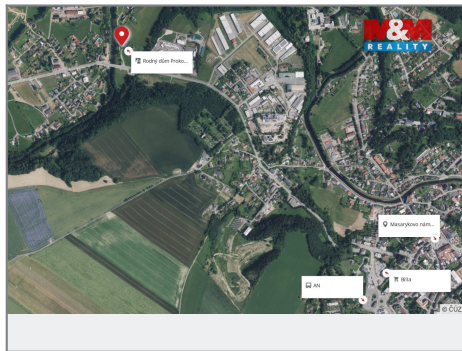 M&M
REALITY
Rodný dům Proko...
Masarykovo nám...
Billa
AN
© ČÚZ